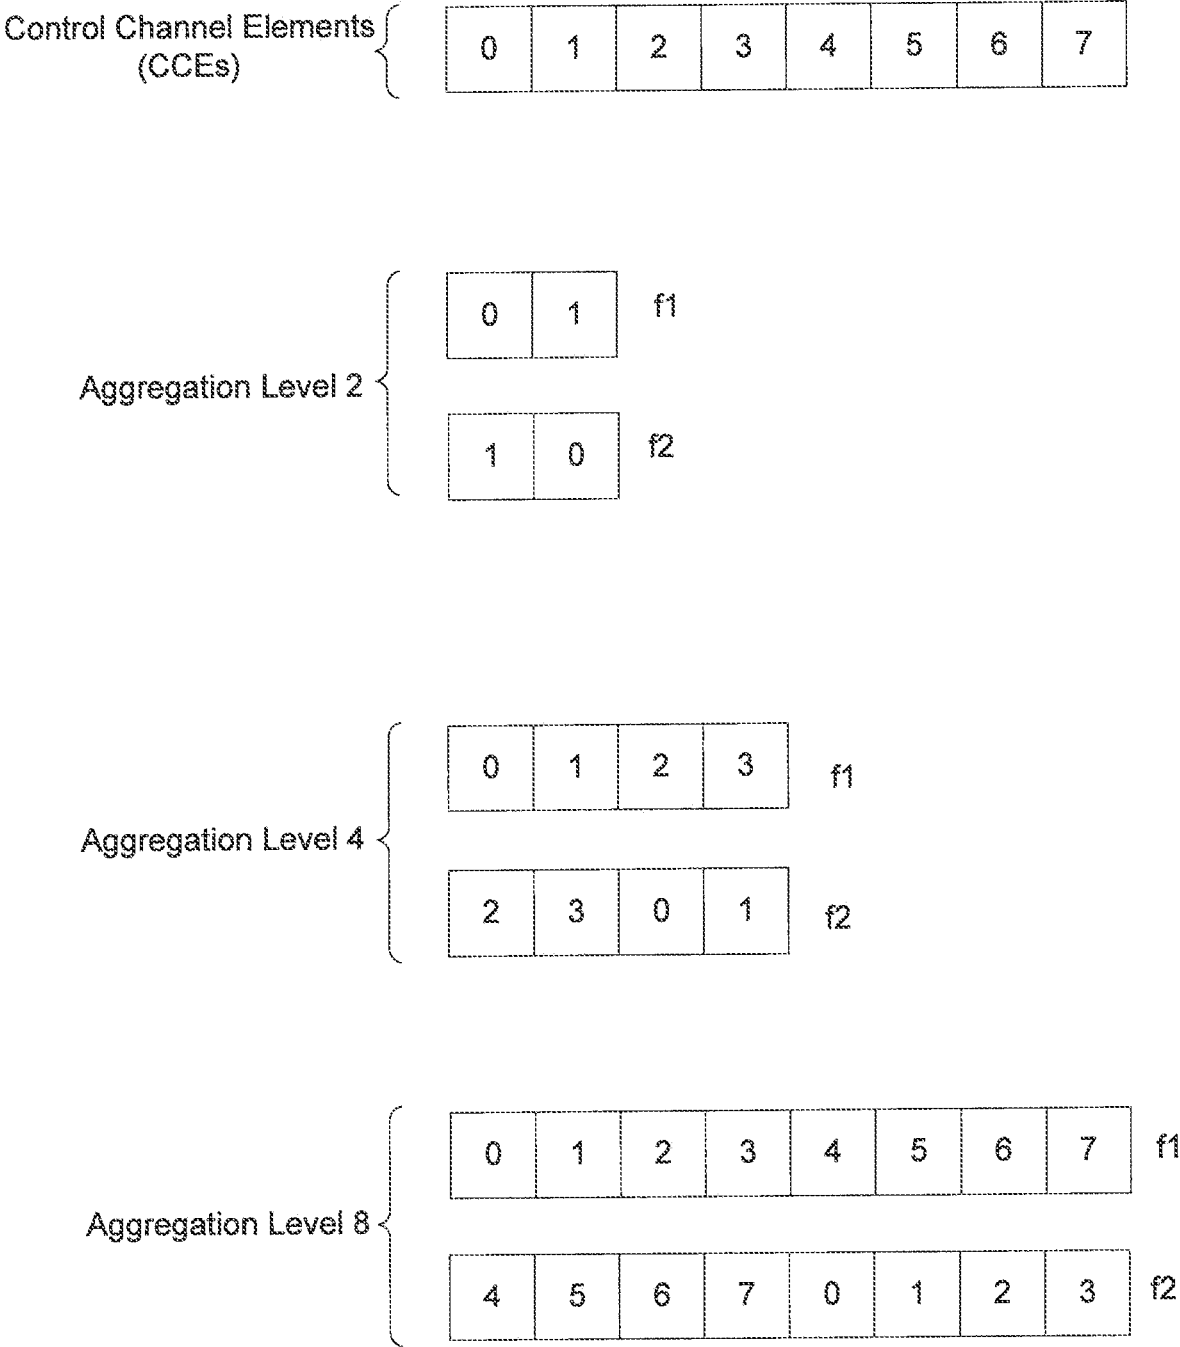 Control Channel Elements
(CCEs)
0 1 2 3 4 5 6 7
0 1 f1
Aggregation Level 2
1 0 f2
0 1 2 3 f1
Aggregation Level 4
2 3 0 1 f2
0 1 2 3 4 5 6 7 f1
Aggregation Level 8
4 5 6 7 0 1 2 3 f2